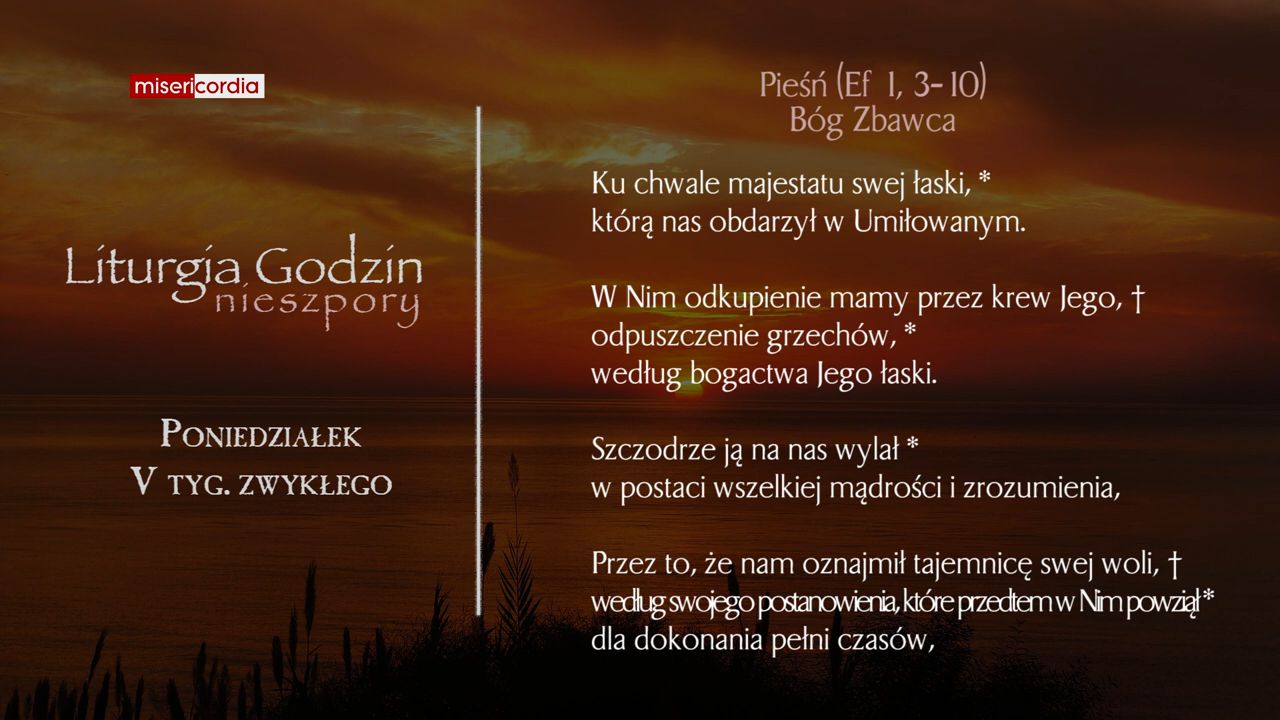 misericordia
Liturgia Godzin
nieszpory
Poniedziałek
V tyg. zwykłego
Pieśń (Ef 1, 3-10)
Bóg Zbawca
Ku chwale majestatu swej łaski, *
którą nas obdarzył w Umiłowanym.
W Nim odkupienie mamy przez krew Jego, †
odpuszczenie grzechów, *
według bogactwa Jego łaski.
Szczodrze ją na nas wylał *
w postaci wszelkiej mądrości i zrozumienia,
Przez to, że nam oznajmił tajemnicę swej woli, †
według swojego postanowienia, które przedtem w Nim powziął *
dla dokonania pełni czasów,